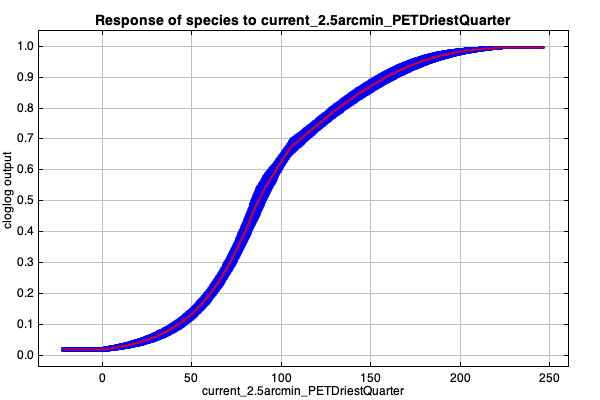 Response of species to current_2.5arcmin_PETDriestQuarter
cloglog output
1.0
0.9
0.8
0.7
0.6
0.5
0.4
0.3
0.2
0.1
0.0
0 50 100 150 200 250
current_2.5arcmin_PETDriestQuarter